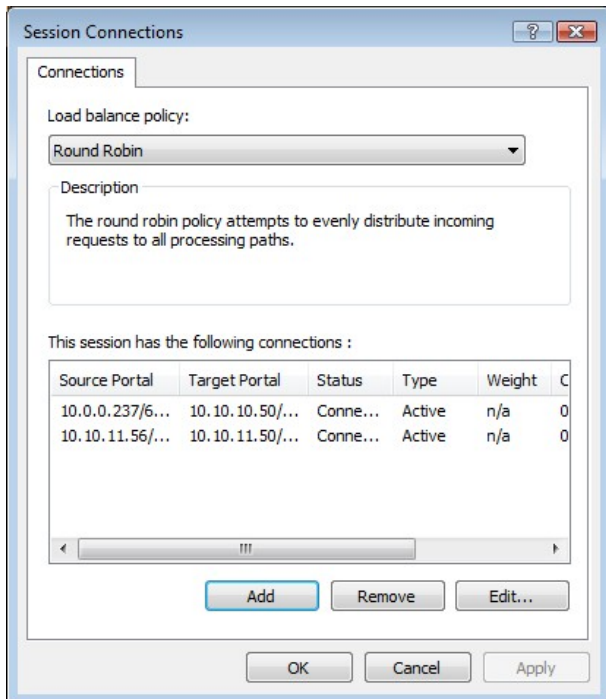 Session Connections
Connections
Load balance policy:
Round Robin
Description
The round robin policy attempts to evenly distribute incoming
requests to all processing paths.
This session has the following connections :
Source Portal Target Portal Status Type Weight C
10.0.0.237/6... 10.10.10.50/... Conne... Active n/a 0
10.10.11.56/... 10.10.11.50/... Conne... Active n/a 0
Add Remove Edit...
OK Cancel Apply